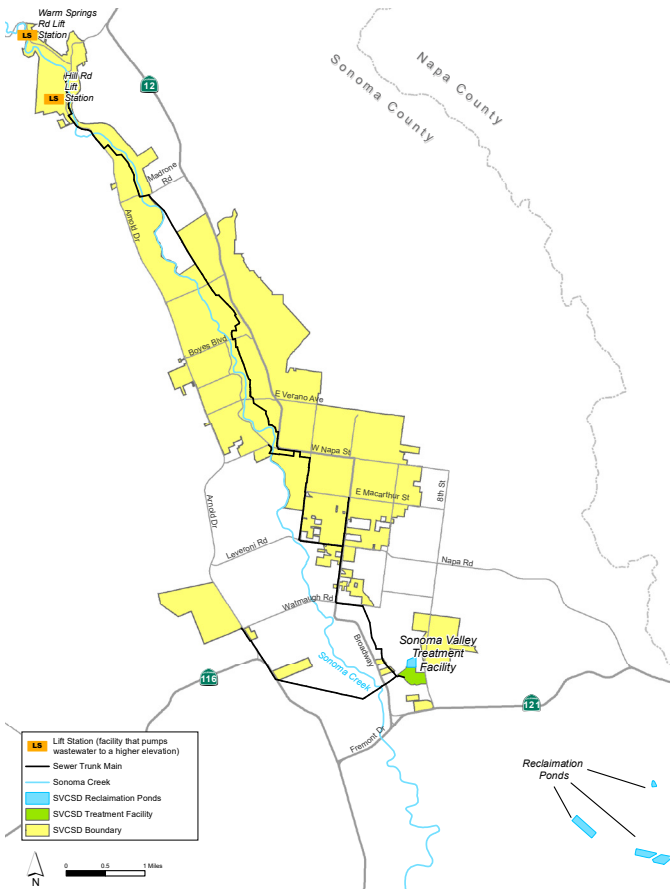 Warm Springs
Rd Lift
Station
LS
Hill Rd
Lift
Station
LS
12
Napa County
Sonoma County
Madrone
Rd
Arnold Dr
Boyes Blvd
E Verano Ave
W Napa St
E Macarthur St
8th St
Arnold Dr
Leveroni Rd
Napa Rd
Watmaugh Rd
Broadway
Sonoma Valley
Treatment
Facility
Sonoma Creek
116
121
Fremont Dr
LS
Lift Station (facility that pumps
wastewater to a higher elevation)
Sewer Trunk Main
Sonoma Creek
SVCSD Reclamation Ponds
SVCSD Treatment Facility
SVCSD Boundary
Reclamation
Ponds
N
0 0.5 1 Miles